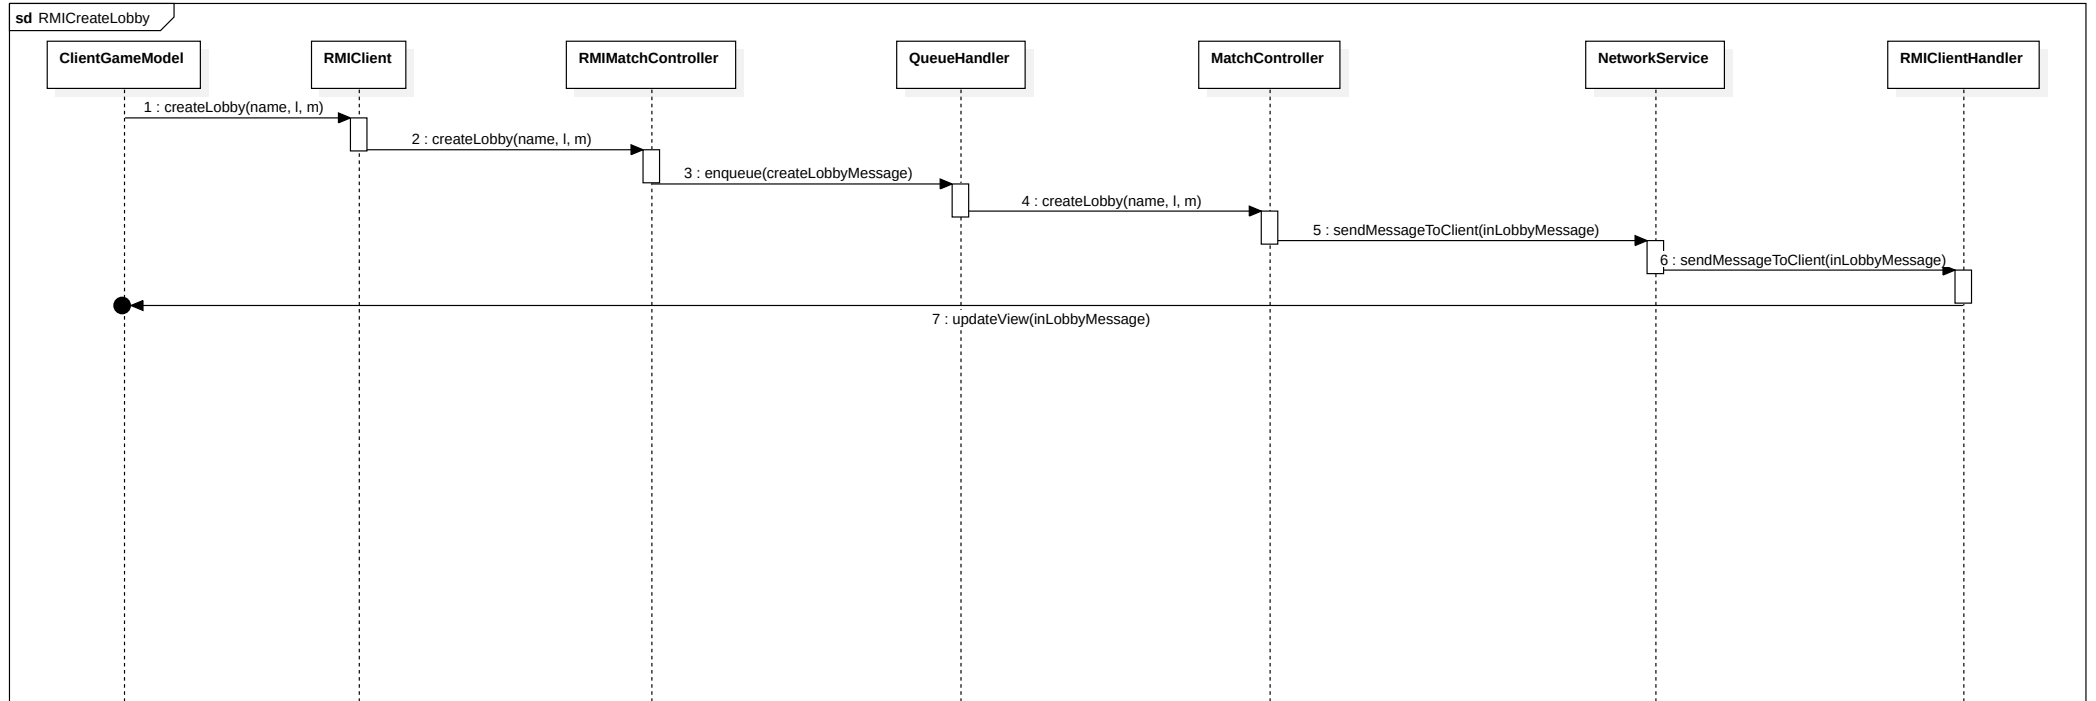 sd RMICreateLobby
ClientGameModel
RMIClient
RMIMatchController
QueueHandler
MatchController
NetworkService
RMIClientHandler
1 : createLobby(name, l, m)
2 : createLobby(name, l, m)
3 : enqueue(createLobbyMessage)
4 : createLobby(name, l, m)
5 : sendMessageToClient(inLobbyMessage)
6 : sendMessageToClient(inLobbyMessage)
7 : updateView(inLobbyMessage)